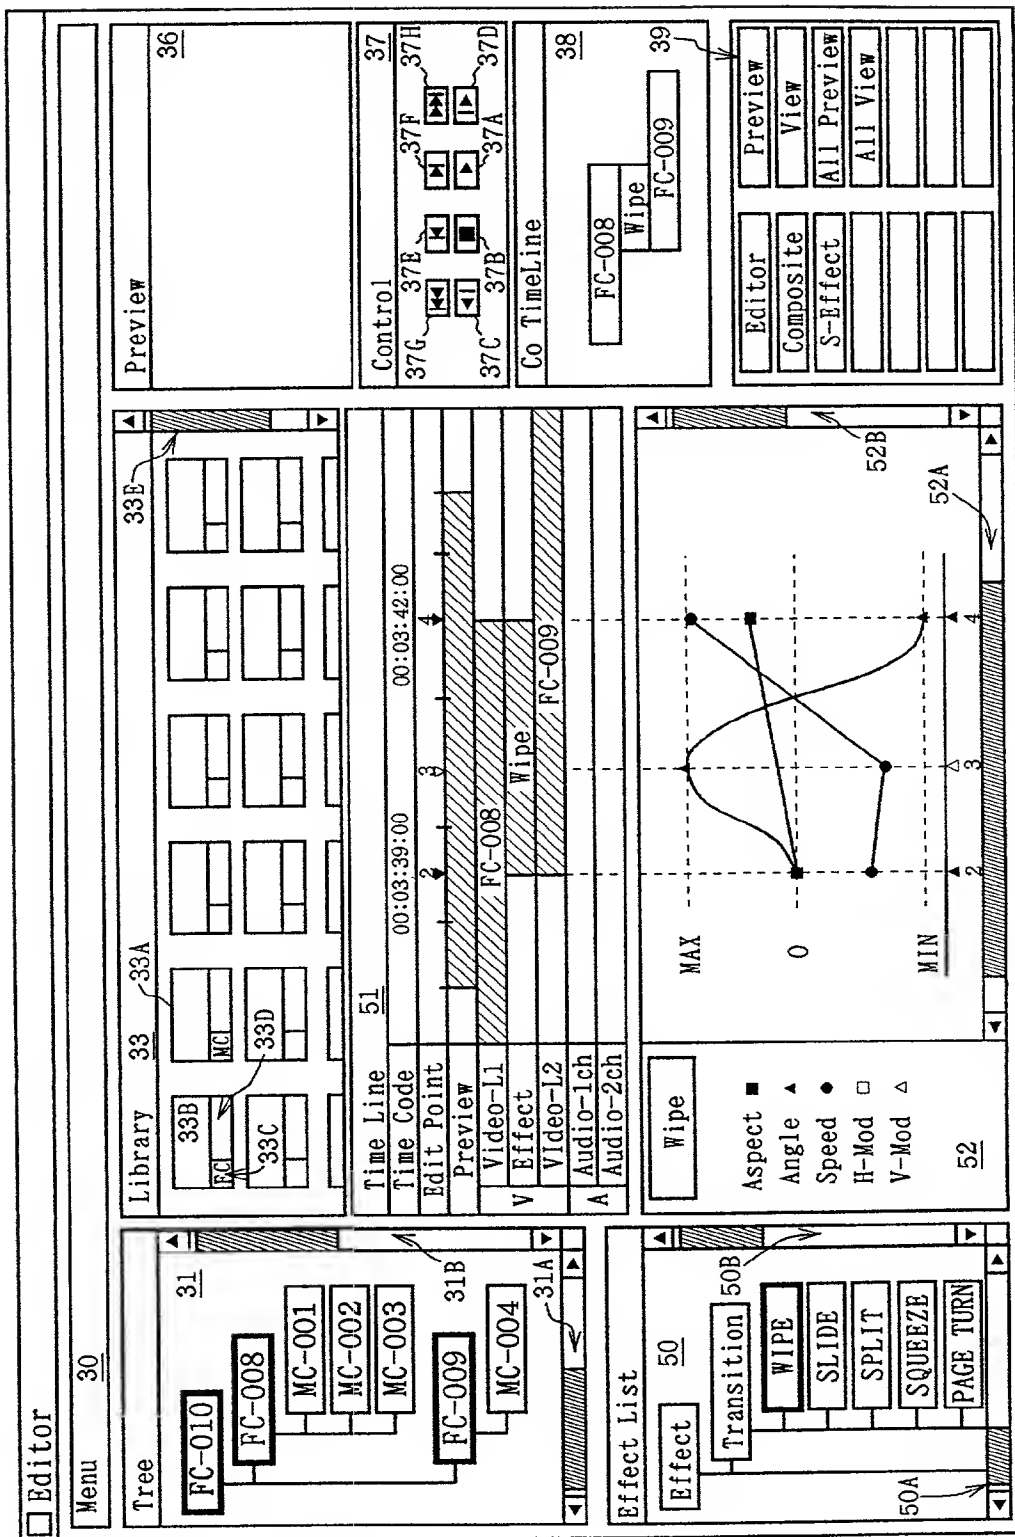 Editor
Menu 30
Tree
31
FC-010
FC-008
MC-001
MC-002
MC-003
FC-009
MC-004
31B
31A
Effect List
50
Effect
Transition
50B
WIPE
SLIDE
SPLIT
SQUEEZE
PAGE TURN
50A
Library 33 33A 33E
33B
EC
MC
33C 33D
Time Line 51
Time Code 00:03:39:00 00:03:42:00
Edit Point 2 3 4
Preview
V
Video-L1 FC-008
Effect Wipe
VIdeo-L2 FC-009
A
Audio-1ch
Audio-2ch
Wipe
Aspect
Angle
Speed
H-Mod
V-Mod
52
MAX
0
MIN
2 3 4
52B
52A
Preview
36
Control 37
37G 37E 37F 37H
37C 37B 37A 37D
Co TimeLine
38
FC-008
Wipe
FC-009
39
Editor Preview
Composite View
S-Effect All Preview
All View